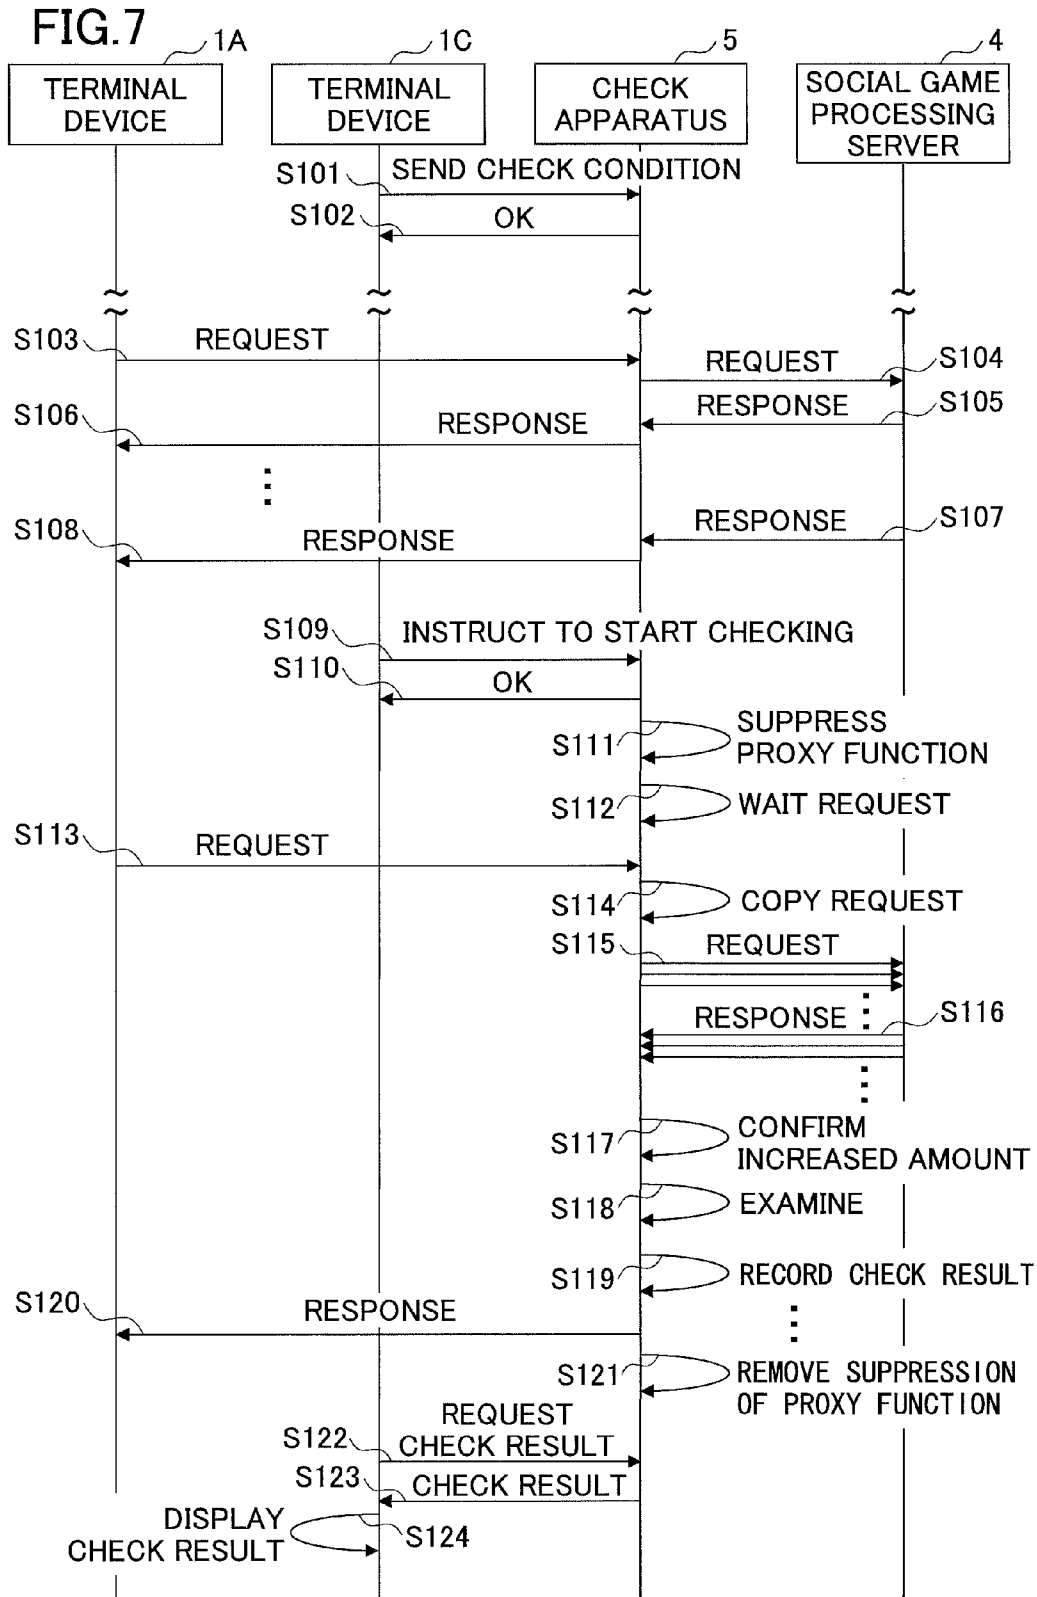 FIG.7
1A
1C
5
4
TERMINAL
DEVICE
TERMINAL
DEVICE
CHECK
APPARATUS
SOCIAL GAME
PROCESSING
SERVER
S101
SEND CHECK CONDITION
S102
OK
S103
REQUEST
REQUEST
S104
RESPONSE
S105
S106
RESPONSE
RESPONSE
S107
S108
RESPONSE
S109
INSTRUCT TO START CHECKING
S110
OK
S111
SUPPRESS
PROXY FUNCTION
S112
WAIT REQUEST
S113
REQUEST
S114
COPY REQUEST
S115
REQUEST
RESPONSE
S116
S117
CONFIRM
INCREASED AMOUNT
S118
EXAMINE
S119
RECORD CHECK RESULT
S120
RESPONSE
S121
REMOVE SUPPRESSION
OF PROXY FUNCTION
S122
REQUEST
CHECK RESULT
S123
CHECK RESULT
DISPLAY
CHECK RESULT
S124